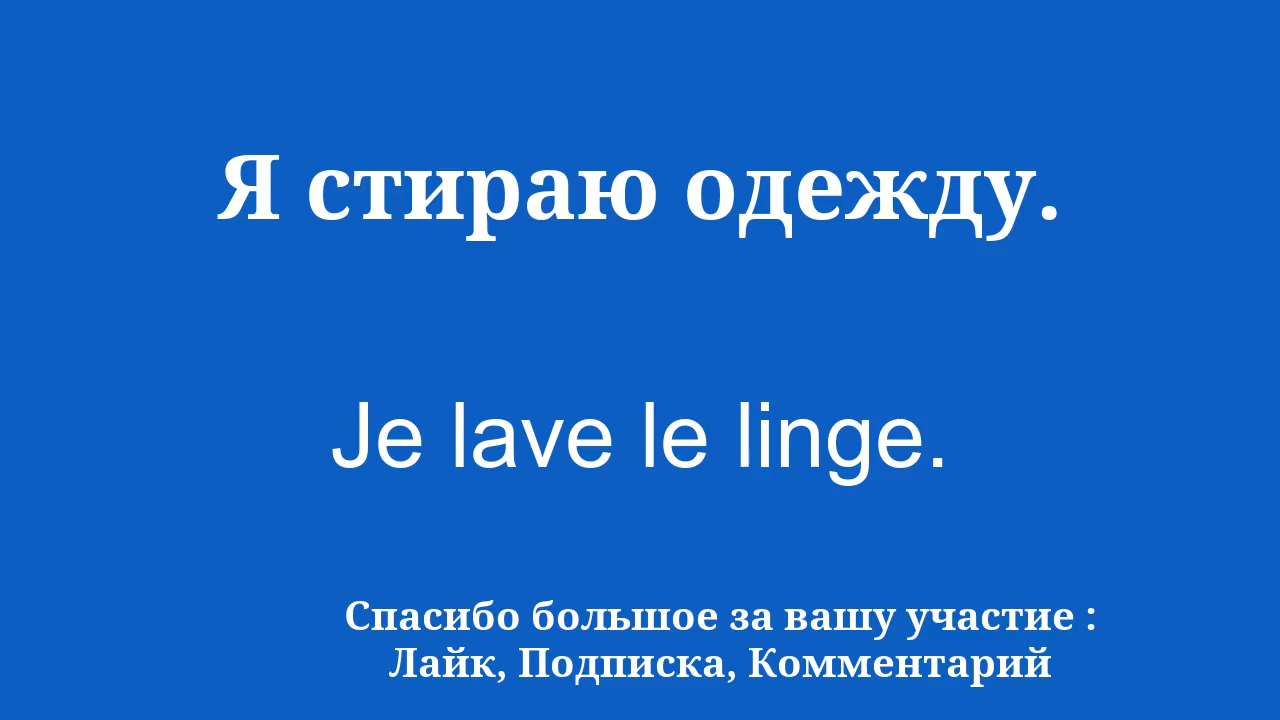 Я стираю одежду.
Je lave le linge.
Спасибо большое за вашу участие :
Лайк, Подписка, Комментарий